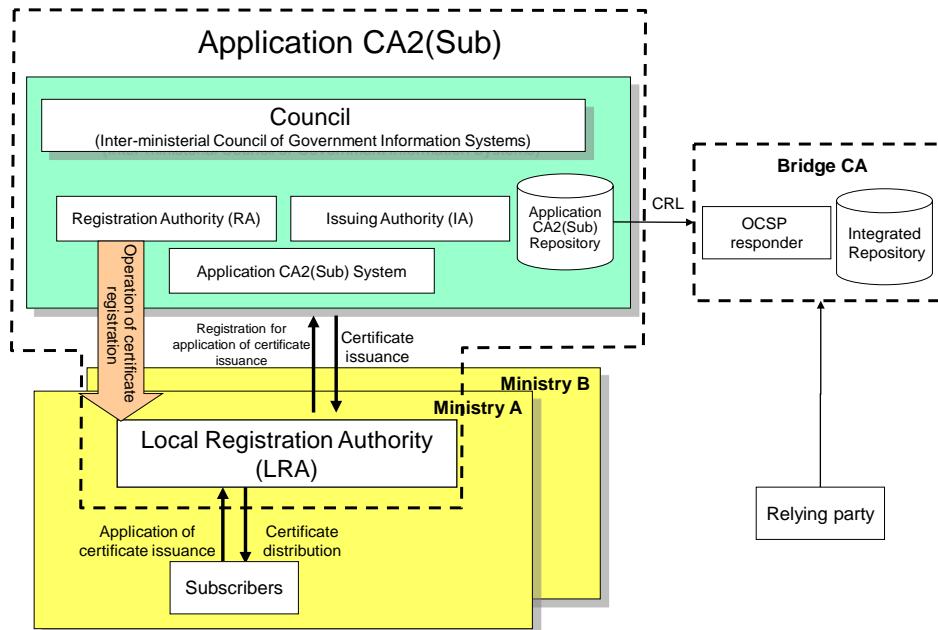 Application CA2(Sub)
Council
(Inter-ministerial Council of Government Information Systems)
Registration Authority (RA)
Issuing Authority (IA)
Application
CA2(Sub)
Repository
Application CA2(Sub) System
CRL
Bridge CA
OCSP
responder
Integrated
Repository
Operation of certificate
registration
Registration for
application of certificate
issuance
Certificate
issuance
Ministry B
Ministry A
Local Registration Authority
(LRA)
Application of
certificate issuance
Certificate
distribution
Subscribers
Relying party